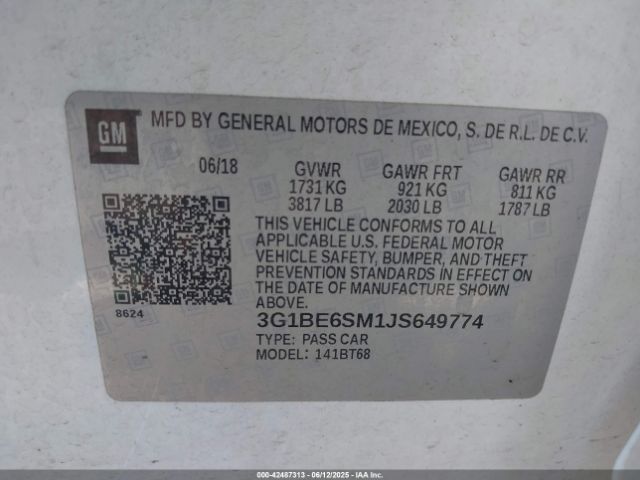 GM
MFD BY GENERAL MOTORS DE MEXICO, S. DE R.L. DE C.V.
06/18 GVWR GAWR FRT GAWR RR
1731 KG 921 KG 811 KG
3817 LB 2030 LB 1787 LB
THIS VEHICLE CONFORMS TO ALL
APPLICABLE U.S. FEDERAL MOTOR
VEHICLE SAFETY, BUMPER, AND THEFT
PREVENTION STANDARDS IN EFFECT ON
THE DATE OF MANUFACTURE SHOWN
ABOVE.
8624
3G1BE6SM1JS649774
TYPE: PASS CAR
MODEL: 141BT68
000-42487313 - 06/12/2025 - IAA Inc.